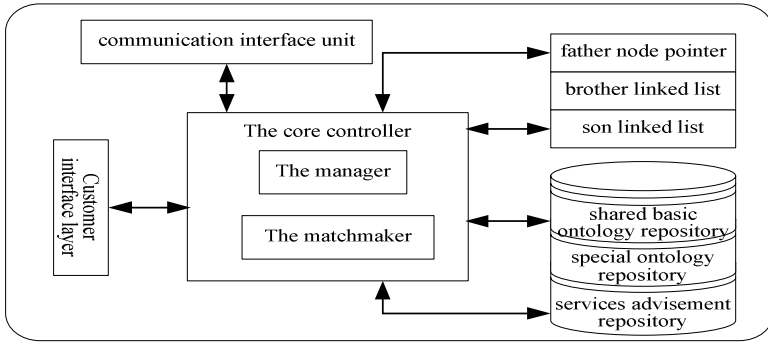 communication interface unit
father node pointer
brother linked list
son linked list
The core controller
The manager
The matchmaker
Customer
interface layer
shared basic
ontology repository
special ontology
repository
services advisement
repository